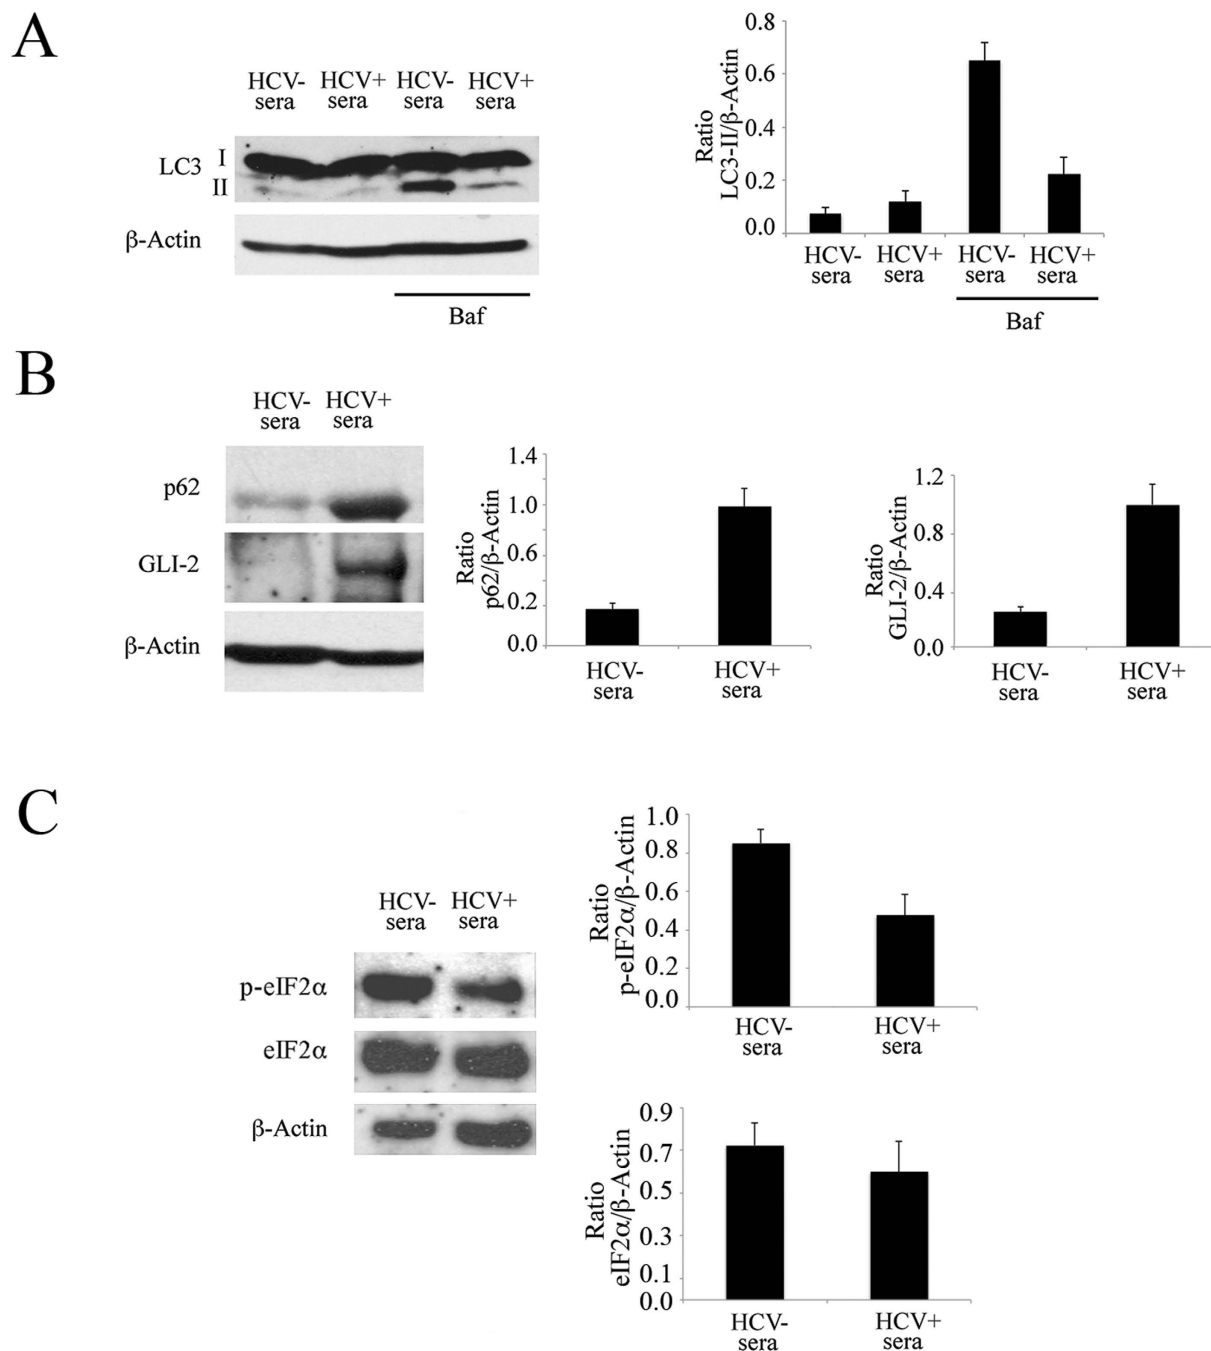 A
HCV- HCV+ HCV- HCV+
sera sera sera sera
LC3 I
II
β-Actin
Baf
Ratio
LC3-II/β-Actin
0.8
0.6
0.4
0.2
0.0
HCV- HCV+ HCV- HCV+
sera sera sera sera
Baf
B
HCV- HCV+
sera sera
p62
GLI-2
β-Actin
Ratio
p62/β-Actin
1.4
1.0
0.6
0.2
0.0
HCV- HCV+
sera sera
Ratio
GLI-2/β-Actin
1.2
0.8
0.4
0.0
HCV- HCV+
sera sera
C
HCV- HCV+
sera sera
p-eIF2α
eIF2α
β-Actin
Ratio
p-eIF2α/β-Actin
1.0
0.8
0.6
0.4
0.2
0.0
HCV- HCV+
sera sera
Ratio
eIF2α/β-Actin
0.9
0.7
0.5
0.3
0.1
0.0
HCV- HCV+
sera sera